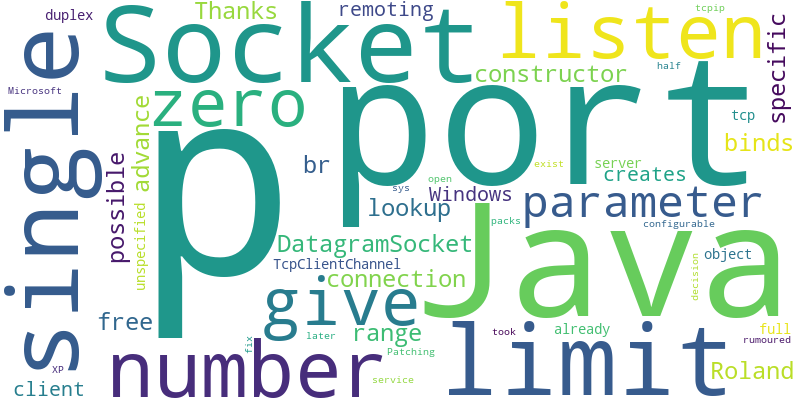 duplex
Thanks
remoting
tcpip
Socket
listen
specific
single
Microsoft
zero
constructor
half
p
port
tcp
advance
binds
possible
br
exist
server
creates
sys
open
Windows
parameter
lookup
packs
configurable
unspecified
Java
DatagramSocket
object
TcpClientChannel
connection
decision
give
free
range
took
already
full
rumoured
later
fix
number
limit
Patching
Roland
XP
service
client